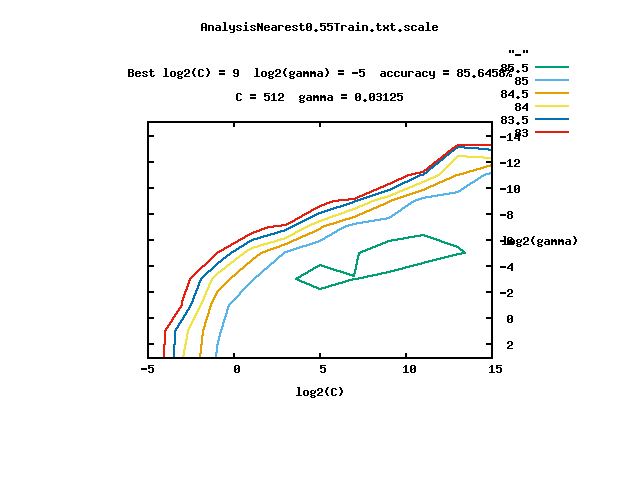 AnalysisNearest0.55Train.txt.scale
"-"
Best log2(C) = 9 log2(gamma) = -5 accuracy = 85.6458%
85.5
85
C = 512 gamma = 0.03125
84.5
84
83.5
83
-14
-12
-10
-8
-6
log2(gamma)
-4
-2
0
2
-5 0 5 10 15
log2(C)